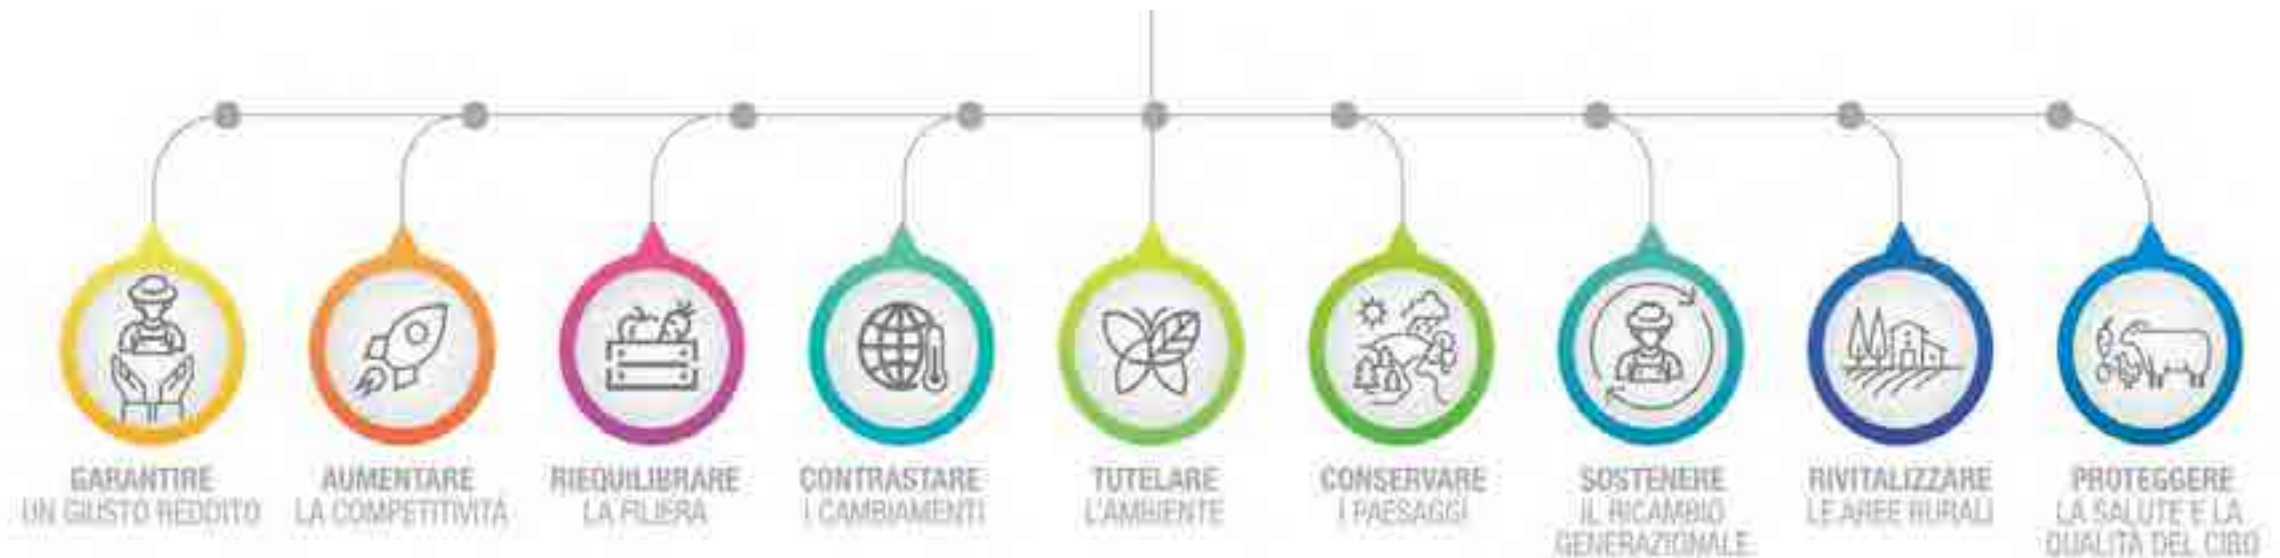 GARANTIRE
UN GIUSTO REDDITO
AUMENTARE
LA COMPETITIVITÀ
RIEQUILIBRARE
LA FILIERA
CONTRASTARE
I CAMBIAMENTI
TUTELARE
L'AMBIENTE
CONSERVARE
I PAESAGGI
SOSTENERE
IL RICAMBIO
GENERAZIONALE
RIVITALIZZARE
LE AREE RURALI
PROTEGGERE
LA SALUTE E LA
QUALITÀ DEL CIBO